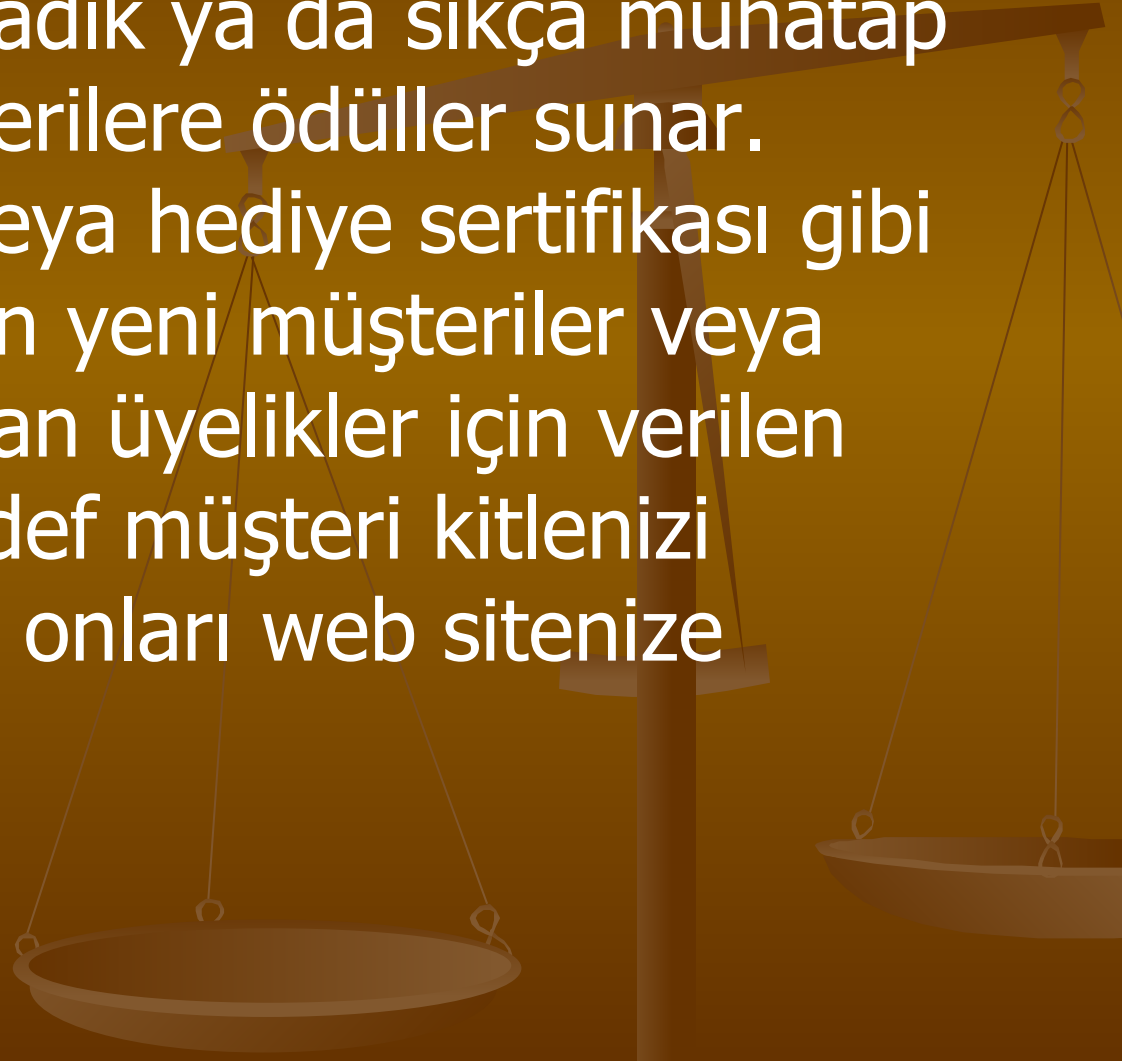 adık ya da sıkça muhatap
erilere ödüller sunar.
eya hediye sertifikası gibi
n yeni müşteriler veya
an üyelikler için verilen
def müşteri kitlenizi
onları web sitenize